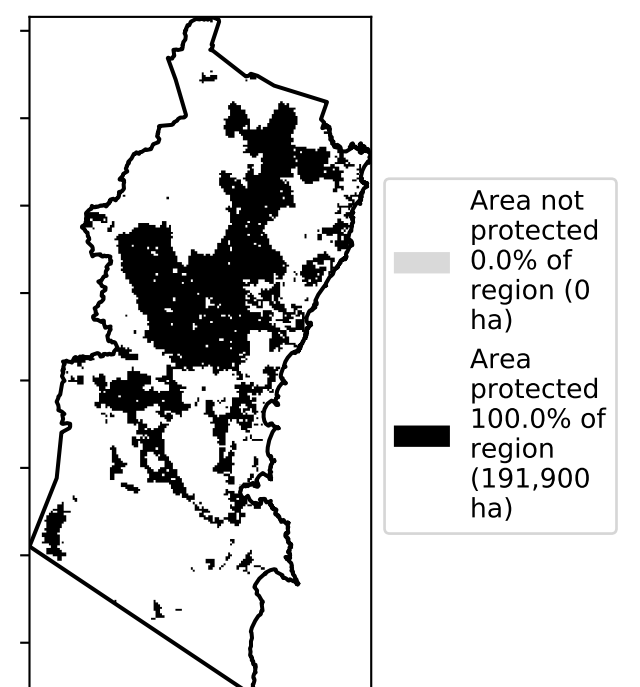 Area not
protected
0.0% of
region (0
ha)
Area
protected
100.0% of
region
(191,900
ha)